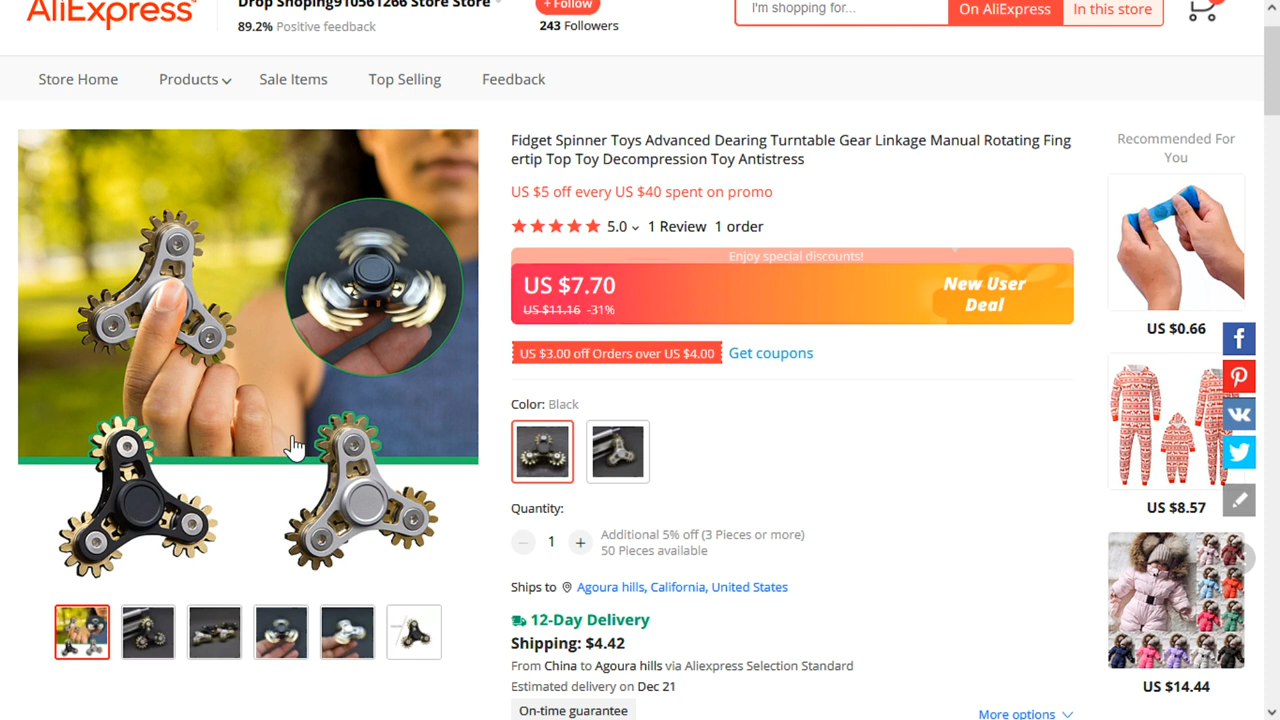 AliExpress
Drop Shoping910561266 Store Store
89.2% Positive feedback
+ Follow
243 Followers
I'm shopping for...
On AliExpress
In this store
Store Home
Products
Sale Items
Top Selling
Feedback
Fidget Spinner Toys Advanced Dearing Turntable Gear Linkage Manual Rotating Fing
ertip Top Toy Decompression Toy Antistress
US $5 off every US $40 spent on promo
5.0
1 Review
1 order
Enjoy special discounts!
US $7.70
US $11.16 -31%
New User
Deal
US $3.00 off Orders over US $4.00
Get coupons
Color: Black
Quantity:
1
Additional 5% off (3 Pieces or more)
50 Pieces available
Ships to
Agoura hills, California, United States
12-Day Delivery
Shipping: $4.42
From China to Agoura hills via Aliexpress Selection Standard
Estimated delivery on Dec 21
On-time guarantee
More options
Recommended For
You
US $0.66
US $8.57
US $14.44